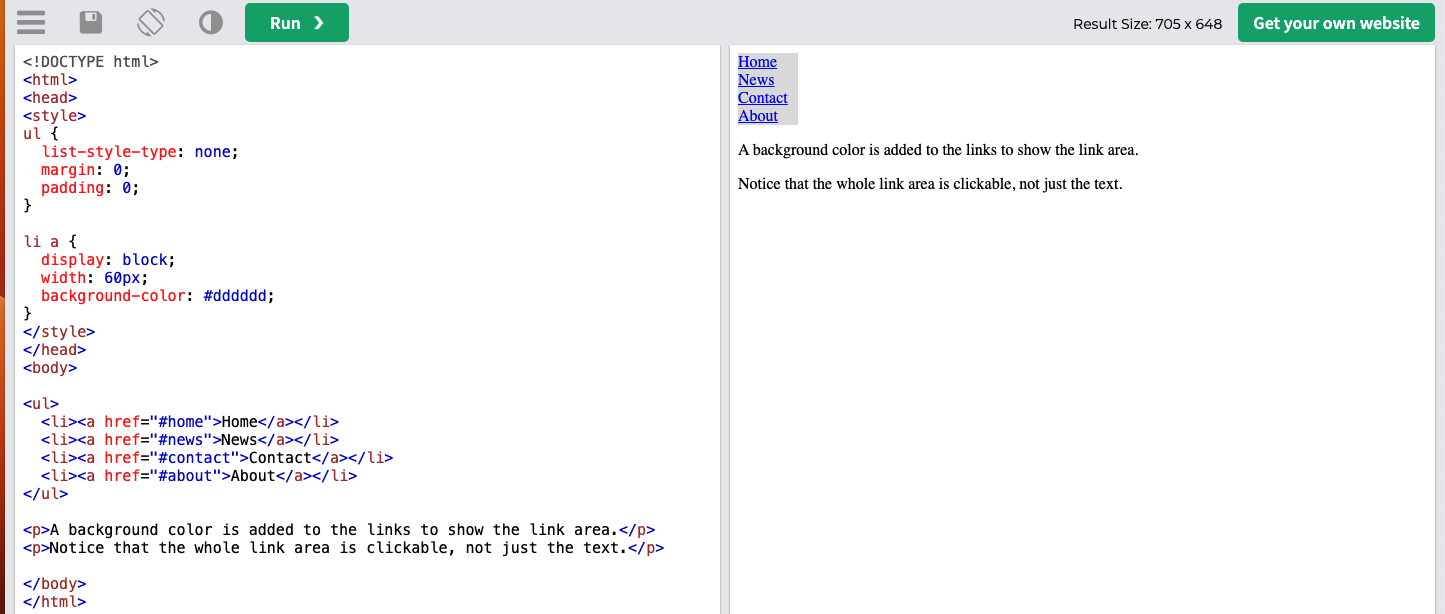 Run ❯
Result Size: 705 x 648
Get your own website
<!DOCTYPE html>
<html>
<head>
<style>
ul {
  list-style-type: none;
  margin: 0;
  padding: 0;
}
li a {
  display: block;
  width: 60px;
  background-color: #dddddd;
}
</style>
</head>
<body>
<ul>
  <li><a href="#home">Home</a></li>
  <li><a href="#news">News</a></li>
  <li><a href="#contact">Contact</a></li>
  <li><a href="#about">About</a></li>
</ul>
<p>A background color is added to the links to show the link area.</p>
<p>Notice that the whole link area is clickable, not just the text.</p>
</body>
</html>
Home
News
Contact
About
A background color is added to the links to show the link area.
Notice that the whole link area is clickable, not just the text.